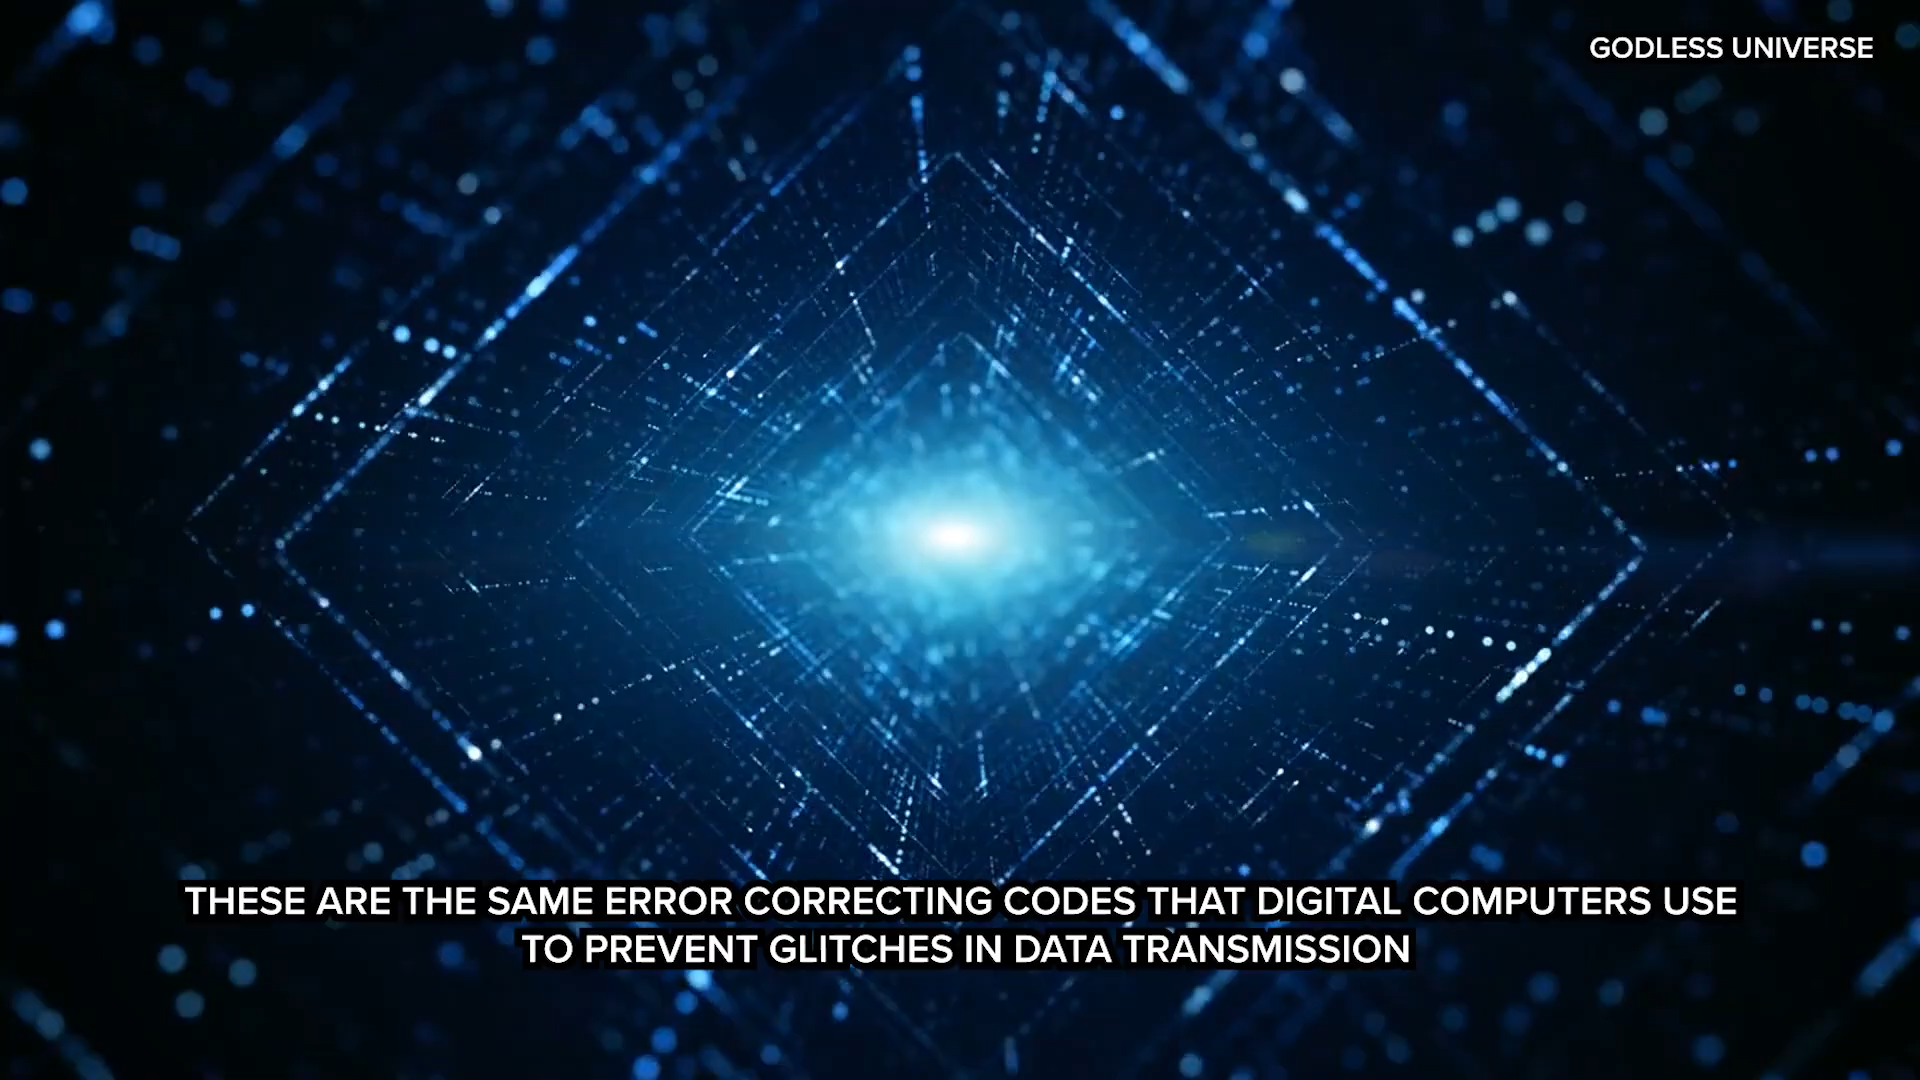 GODLESS UNIVERSE
THESE ARE THE SAME ERROR CORRECTING CODES THAT DIGITAL COMPUTERS USE
TO PREVENT GLITCHES IN DATA TRANSMISSION